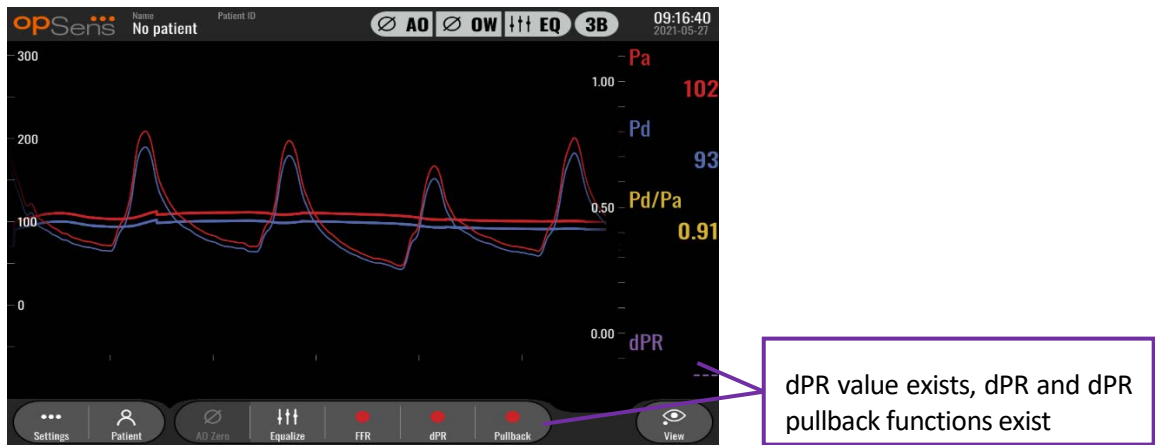 opSens
Name
No patient
Patient ID
AO OW EQ 3B
09:16:40
2021-05-27
300
200
100
0
1.00
0.50
0.00
Pa
102
Pd
93
Pd/Pa
0.91
dPR
---
Settings
Patient
AO Zero
Equalize
FFR
dPR
Pullback
View
dPR value exists, dPR and dPR
pullback functions exist